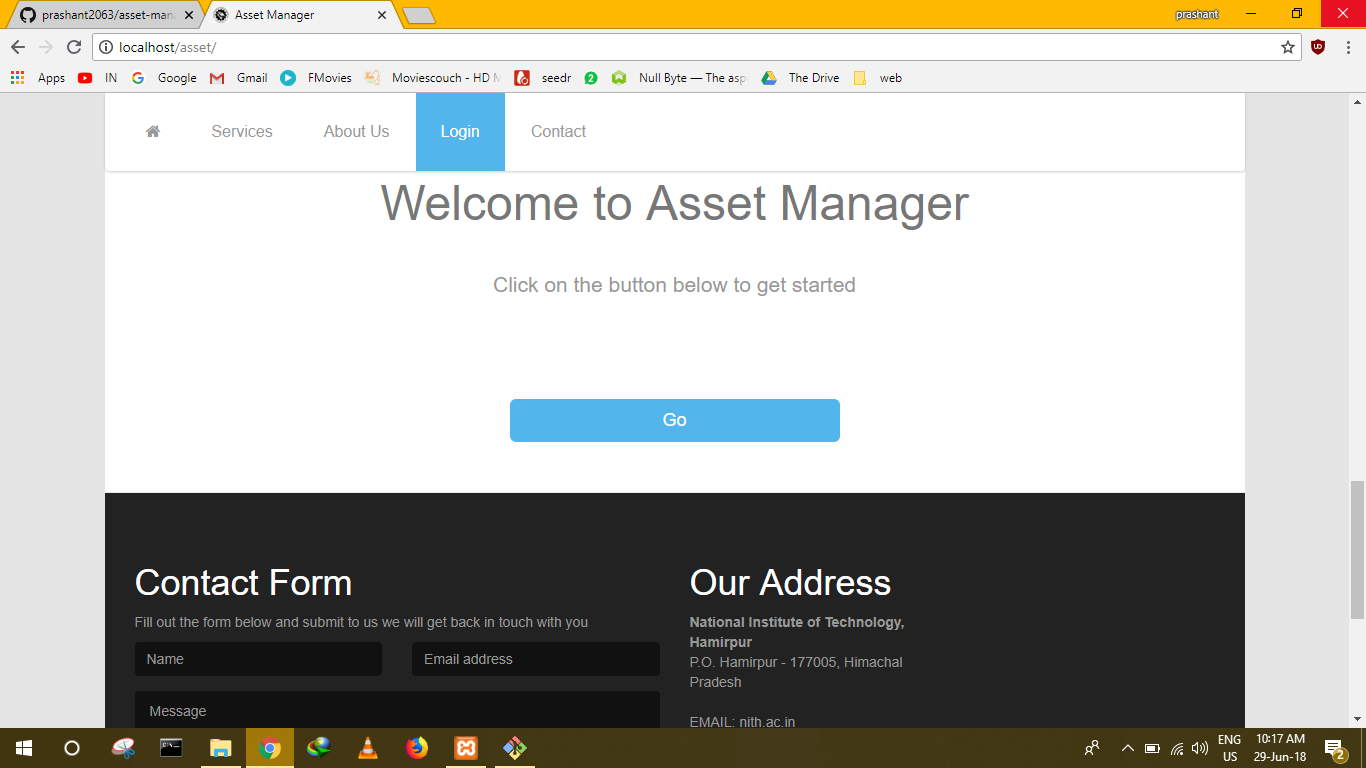 prashant2063/asset-man
Asset Manager
prashant
localhost/asset/
Apps
IN
Google
Gmail
FMovies
Moviescouch - HD M
seedr
2
Null Byte — The asp
The Drive
web
Services
About Us
Login
Contact
Welcome to Asset Manager
Click on the button below to get started
Go
Contact Form
Fill out the form below and submit to us we will get back in touch with you
Name
Email address
Message
Our Address
National Institute of Technology,
Hamirpur
P.O. Hamirpur - 177005, Himachal
Pradesh
EMAIL: nith.ac.in
ENG
US
10:17 AM
29-Jun-18
2